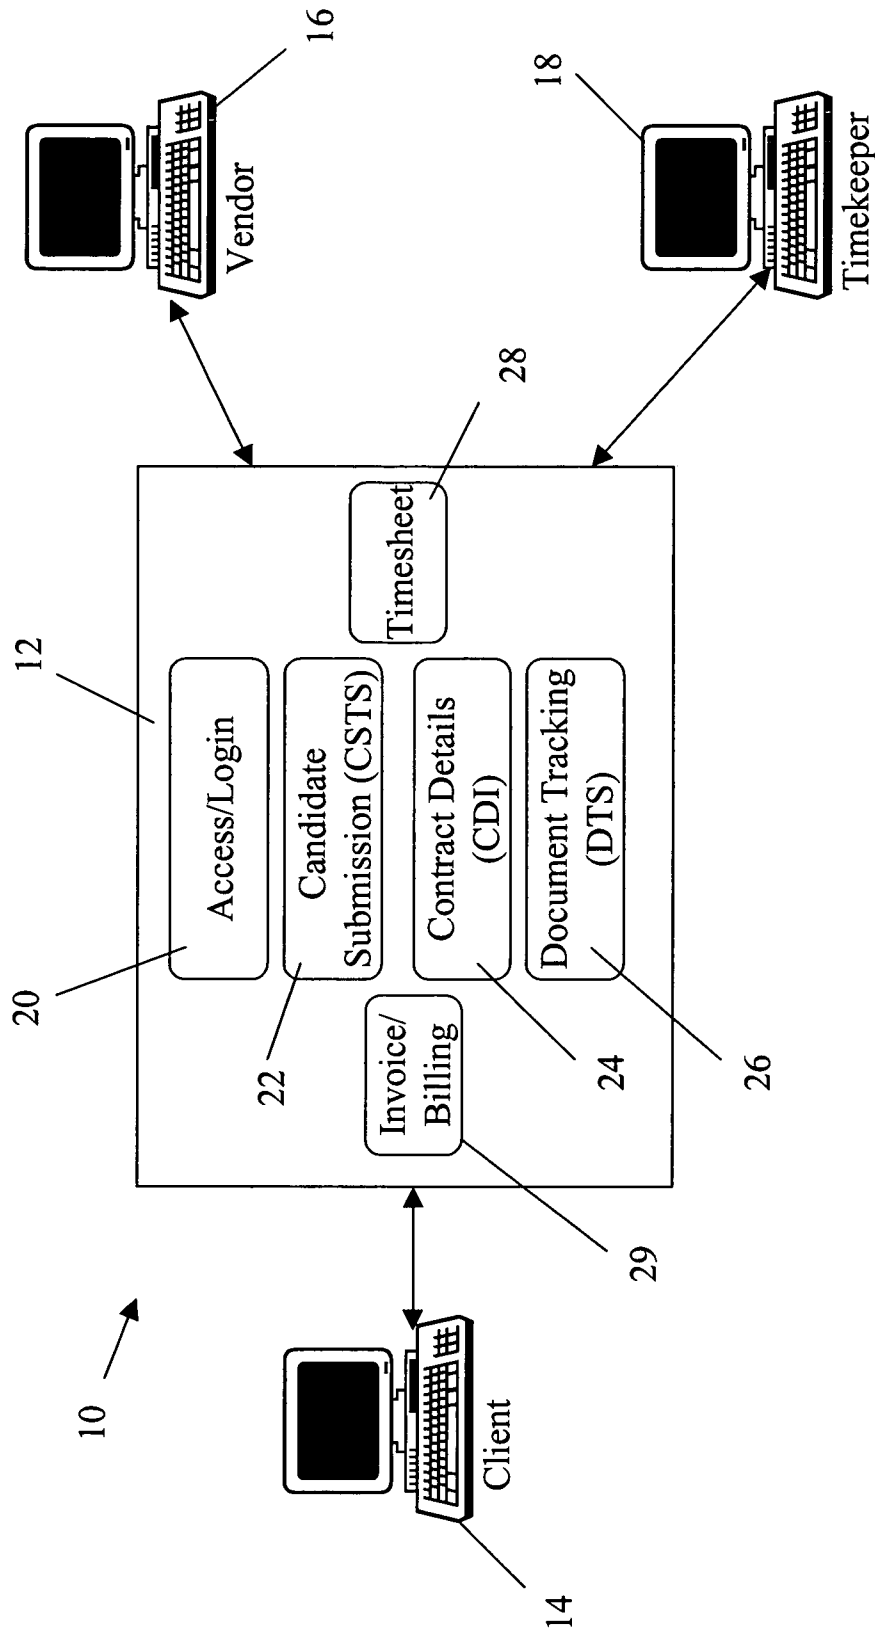 10
12
16
20
Access/Login
Vendor
22
Candidate
Submission (CSTS)
28
Timesheet
Invoice/
Billing
Client
14
24
Contract Details
(CDI)
18
29
26
Document Tracking
(DTS)
Timekeeper